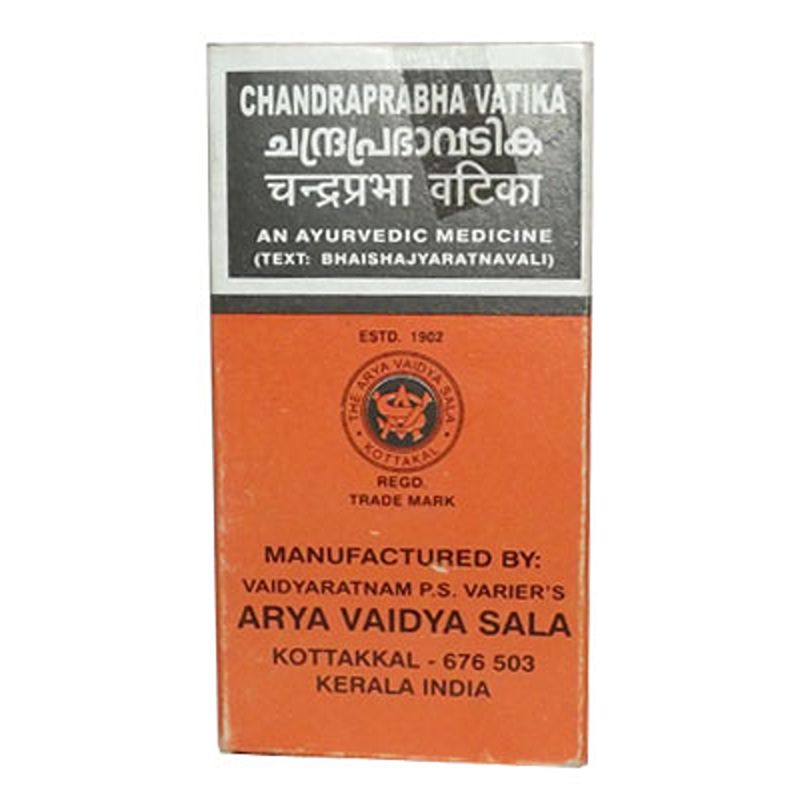 CHANDRAPRABHA VATIKA
ചന്ദ്രപ്രഭാവടിക
चन्द्रप्रभा वटिका
AN AYURVEDIC MEDICINE
(TEXT: BHAISHAJYARATNAVALI)
ESTD. 1902
THE ARYA VAIDYA SALA
• KOTTAKAL •
REGD.
TRADE MARK
MANUFACTURED BY:
VAIDYARATNAM P.S. VARIER'S
ARYA VAIDYA SALA
KOTTAKKAL - 676 503
KERALA INDIA